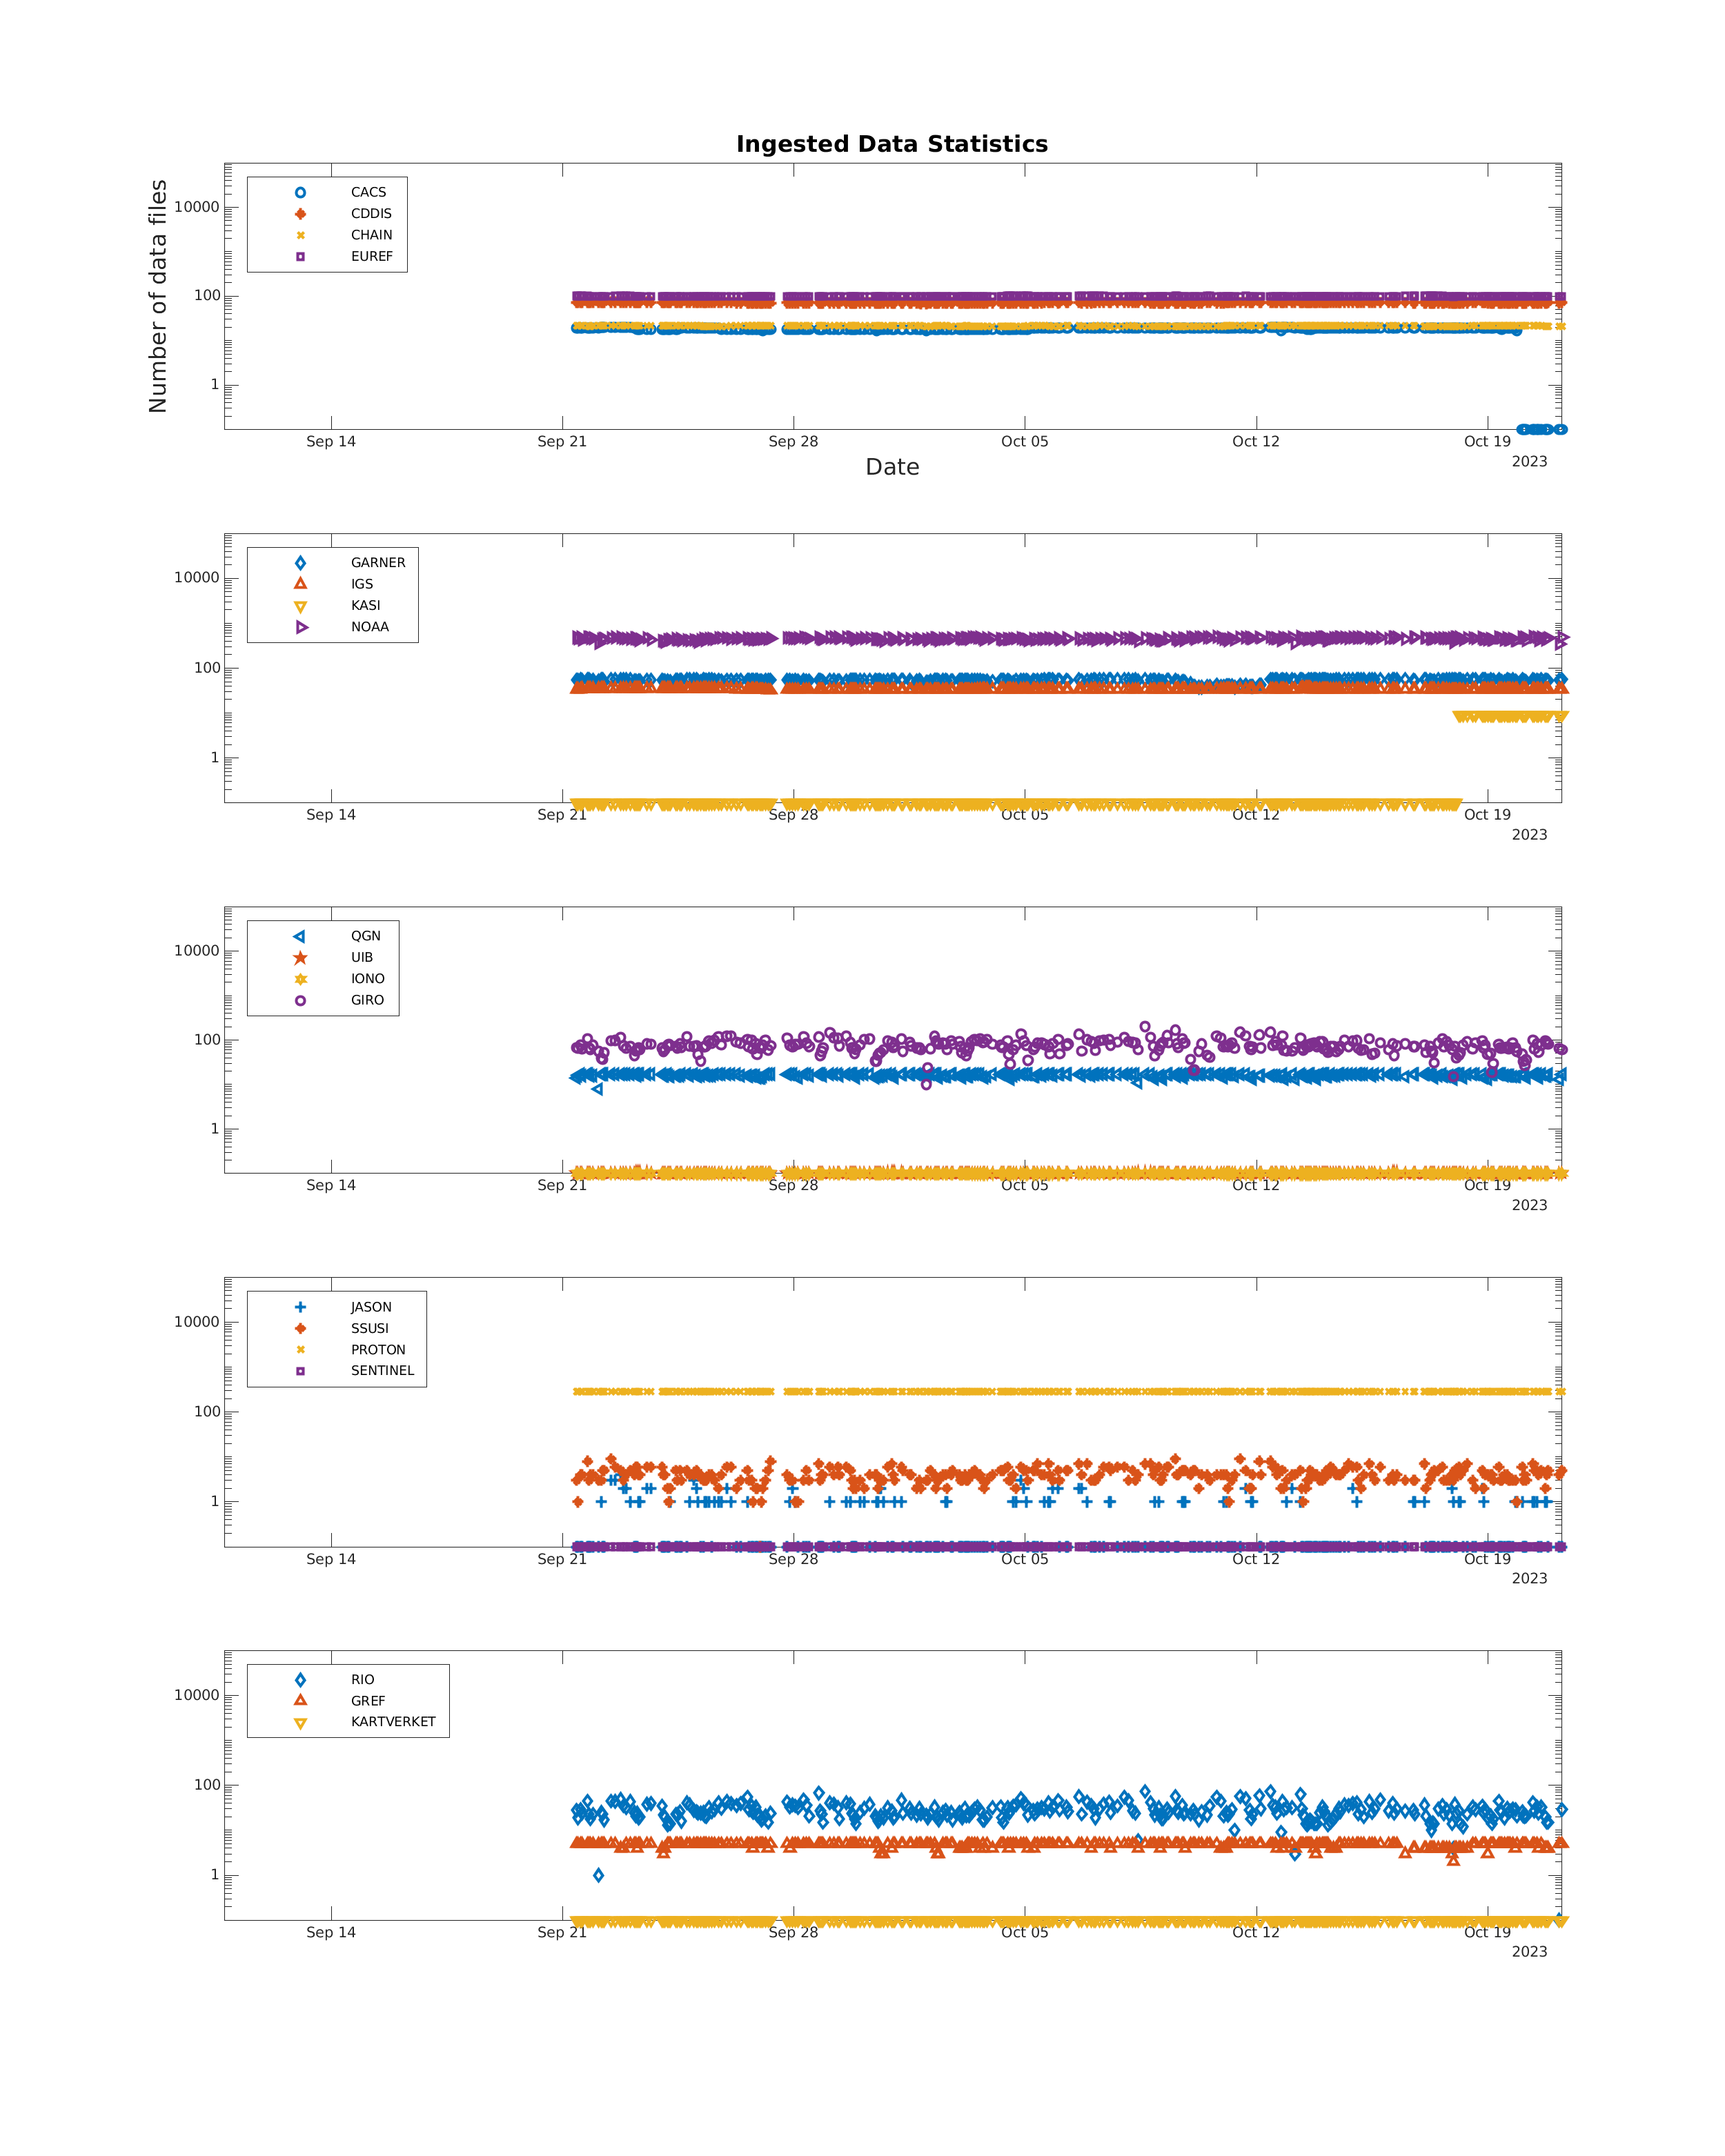 Ingested Data Statistics
Number of data files
CACS
CDDIS
CHAIN
EUREF
10000
100
1
Sep 14 Sep 21 Sep 28 Oct 05 Oct 12 Oct 19
2023
Date
GARNER
IGS
KASI
NOAA
10000
100
1
Sep 14 Sep 21 Sep 28 Oct 05 Oct 12 Oct 19
2023
QGN
UIB
IONO
GIRO
10000
100
1
Sep 14 Sep 21 Sep 28 Oct 05 Oct 12 Oct 19
2023
JASON
SSUSI
PROTON
SENTINEL
10000
100
1
Sep 14 Sep 21 Sep 28 Oct 05 Oct 12 Oct 19
2023
RIO
GREF
KARTVERKET
10000
100
1
Sep 14 Sep 21 Sep 28 Oct 05 Oct 12 Oct 19
2023